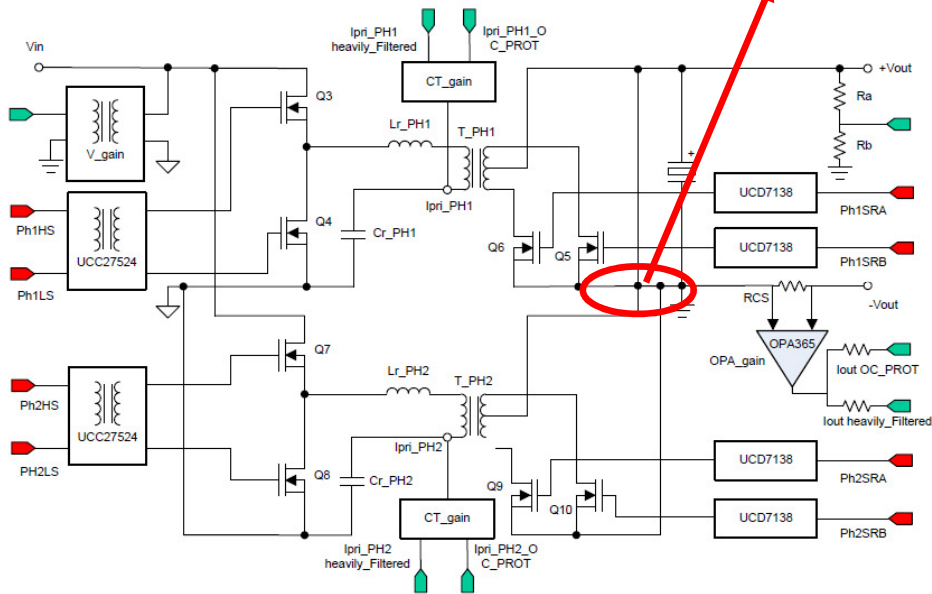 Ipri_PH1
heavily_Filtered
Ipri_PH1_O
C_PROT
Vin
CT_gain
+Vout
Q3
Ra
Lr_PH1
T_PH1
V_gain
Rb
+
UCD7138
Ph1SRA
Ipri_PH1
Ph1HS
Q4
Cr_PH1
Q6
Q5
UCD7138
Ph1SRB
UCC27524
Ph1LS
RCS
-Vout
Q7
OPA365
OPA_gain
Lr_PH2
T_PH2
Iout OC_PROT
Ph2HS
UCC27524
Iout heavily_Filtered
Ipri_PH2
PH2LS
UCD7138
Ph2SRA
Q8
Cr_PH2
Q9
Q10
CT_gain
UCD7138
Ph2SRB
Ipri_PH2
heavily_Filtered
Ipri_PH2_O
C_PROT